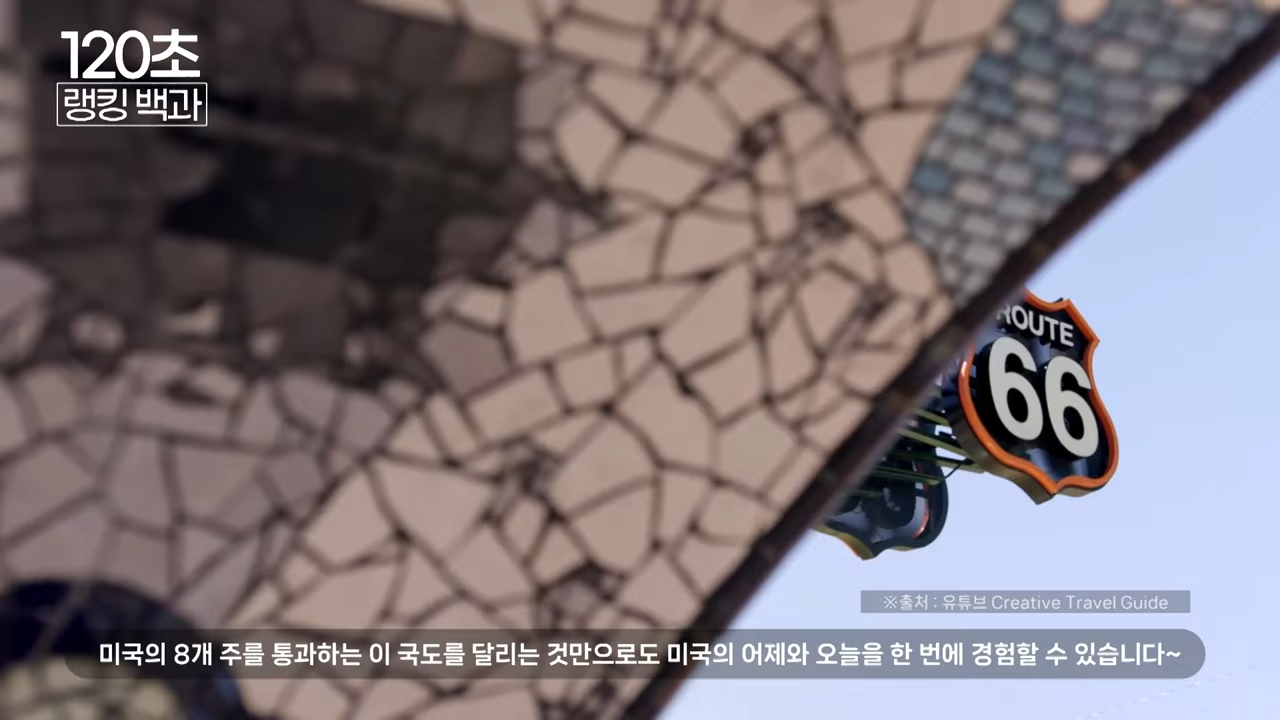 120초
랭킹 백과
ROUTE
66
※출처 : 유튜브 Creative Travel Guide
미국의 8개 주를 통과하는 이 국도를 달리는 것만으로도 미국의 어제와 오늘을 한 번에 경험할 수 있습니다~